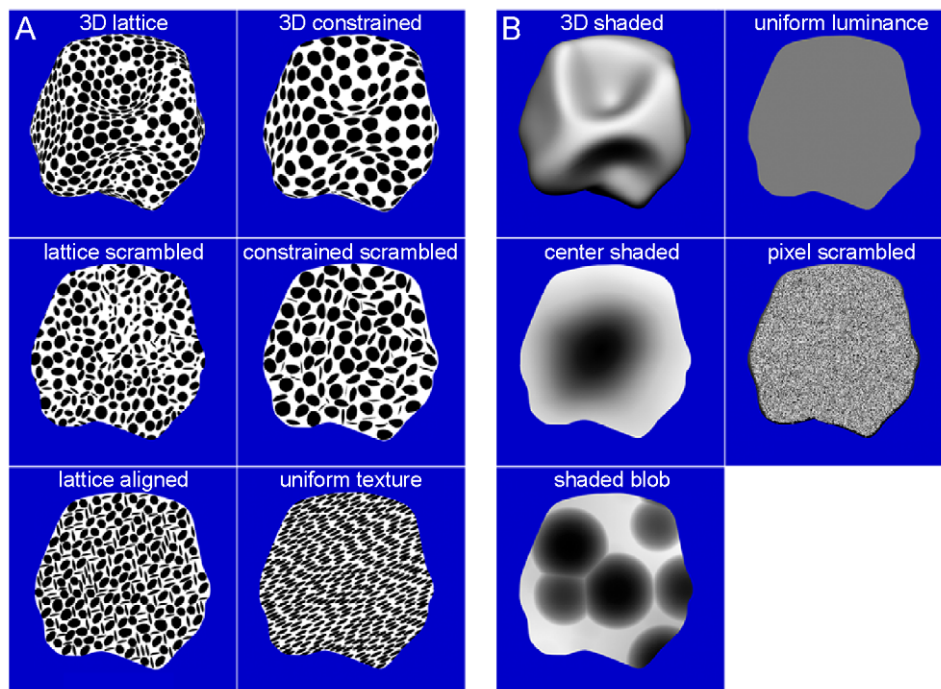 A
3D lattice
3D constrained
lattice scrambled
constrained scrambled
lattice aligned
uniform texture
B
3D shaded
uniform luminance
center shaded
pixel scrambled
shaded blob